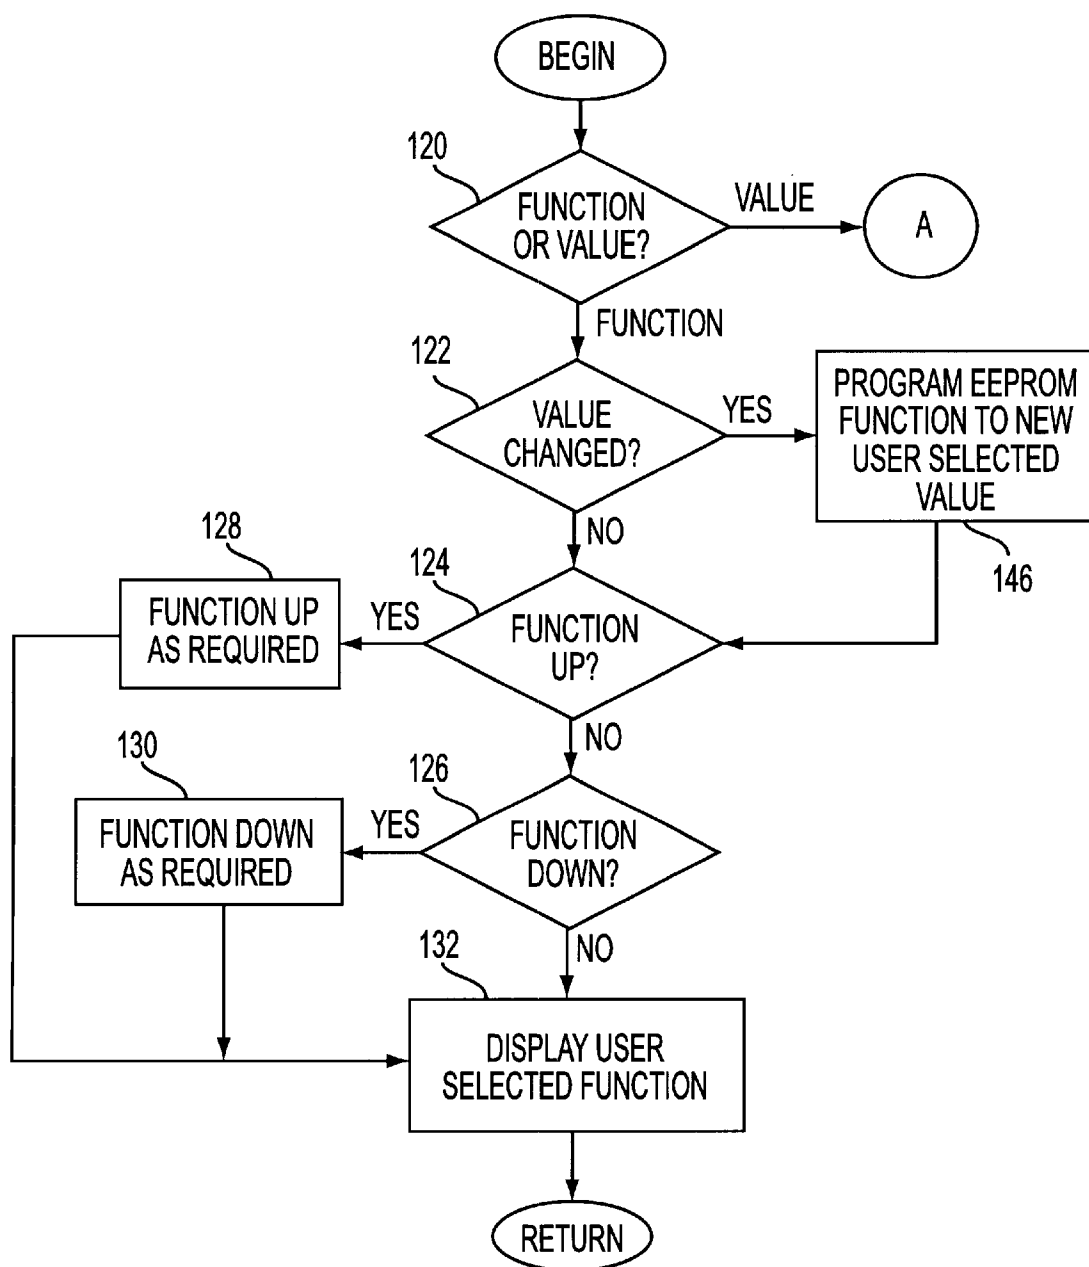 BEGIN
120
FUNCTION
OR VALUE?
VALUE
A
FUNCTION
122
VALUE
CHANGED?
YES
PROGRAM EEPROM
FUNCTION TO NEW
USER SELECTED
VALUE
146
NO
128
FUNCTION UP
AS REQUIRED
YES
124
FUNCTION
UP?
NO
130
FUNCTION DOWN
AS REQUIRED
YES
126
FUNCTION
DOWN?
NO
132
DISPLAY USER
SELECTED FUNCTION
RETURN